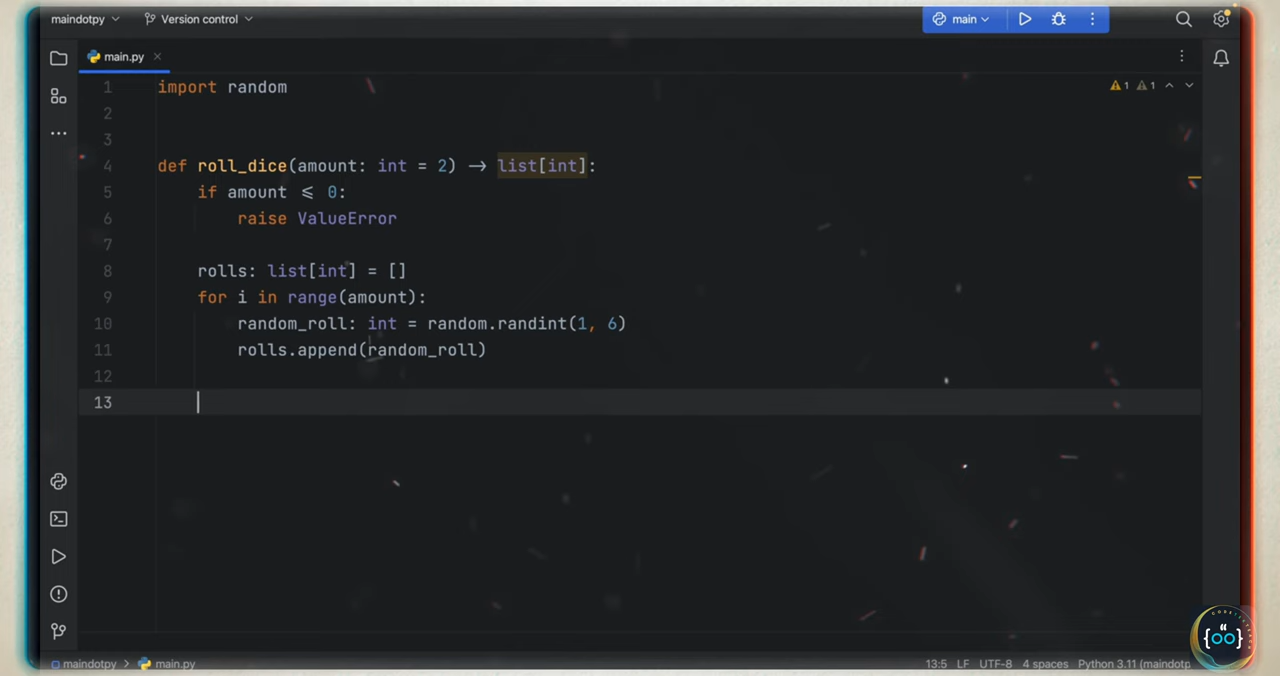 maindotpy Version control main
main.py
1 1
1 import random
2
3
4 def roll_dice(amount: int = 2) → list[int]:
5 if amount ⩽ 0:
6 raise ValueError
7
8 rolls: list[int] = []
9 for i in range(amount):
10 random_roll: int = random.randint(1, 6)
11 rolls.append(random_roll)
12
13
maindotpy > main.py 13:5 LF UTF-8 4 spaces Python 3.11 (maindotp